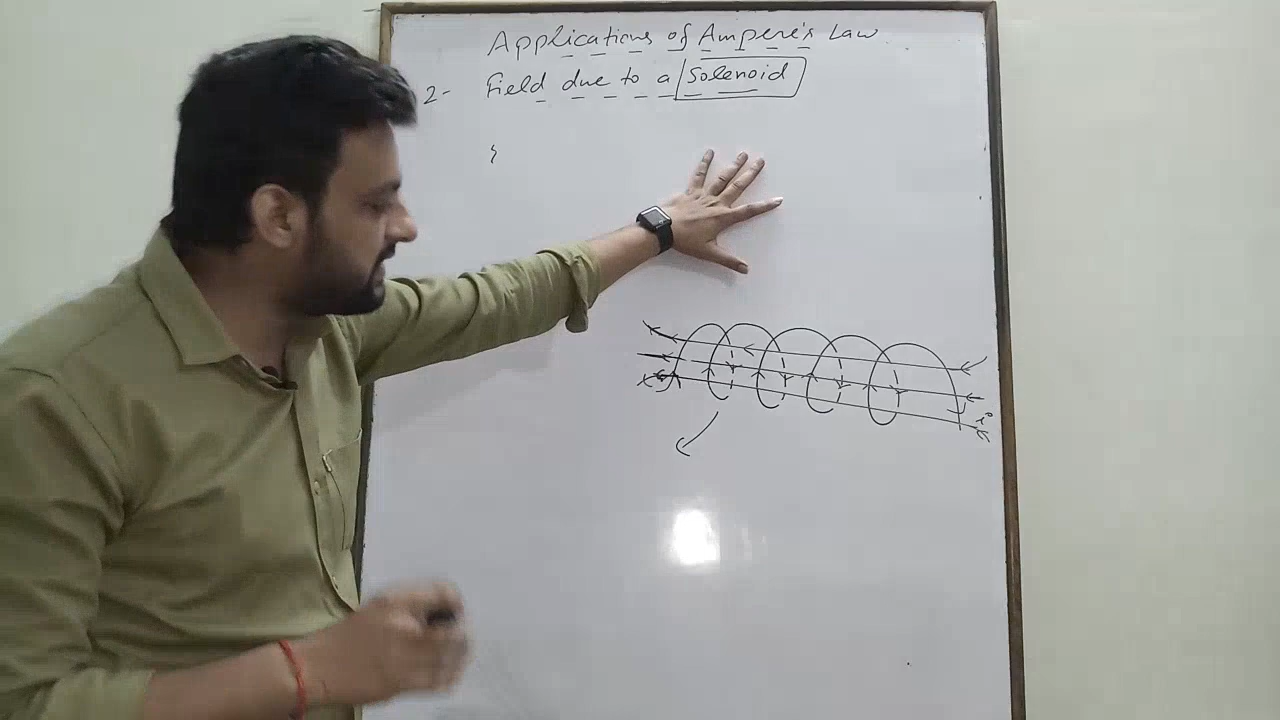 Applications of Ampere's Law
2- Field due to a Solenoid